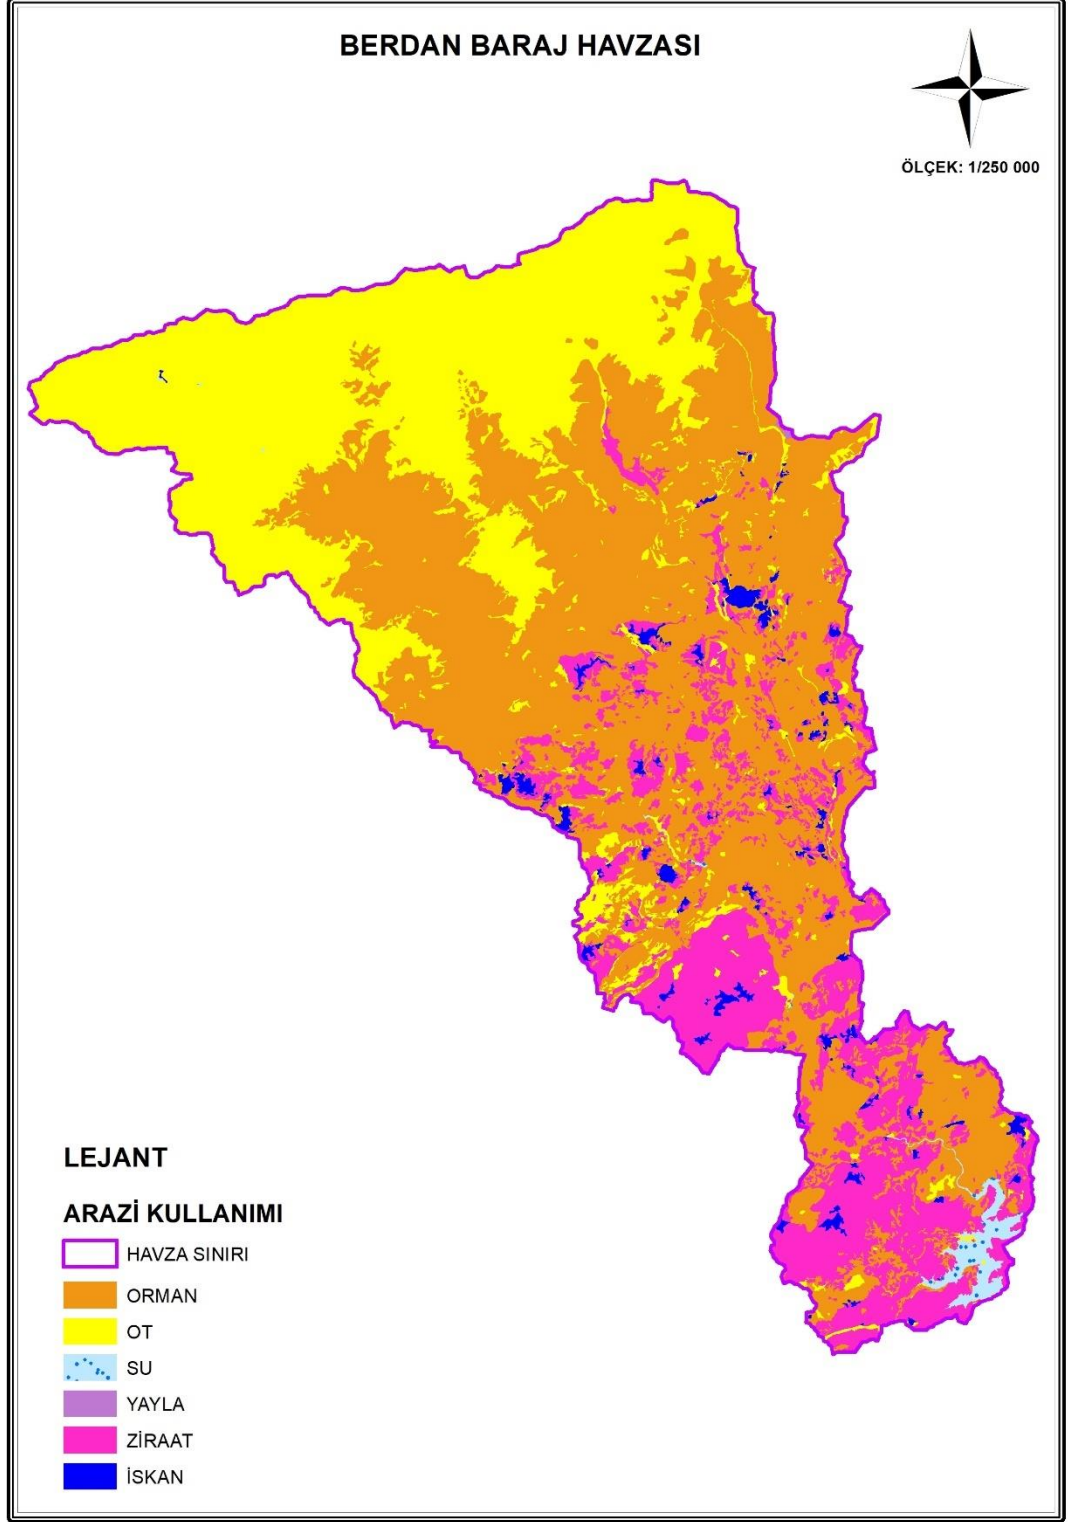 BERDAN BARAJ HAVZASI
ÖLÇEK: 1/250 000
LEJANT
ARAZİ KULLANIMI
HAVZA SINIRI
ORMAN
OT
SU
YAYLA
ZİRAAT
İSKAN